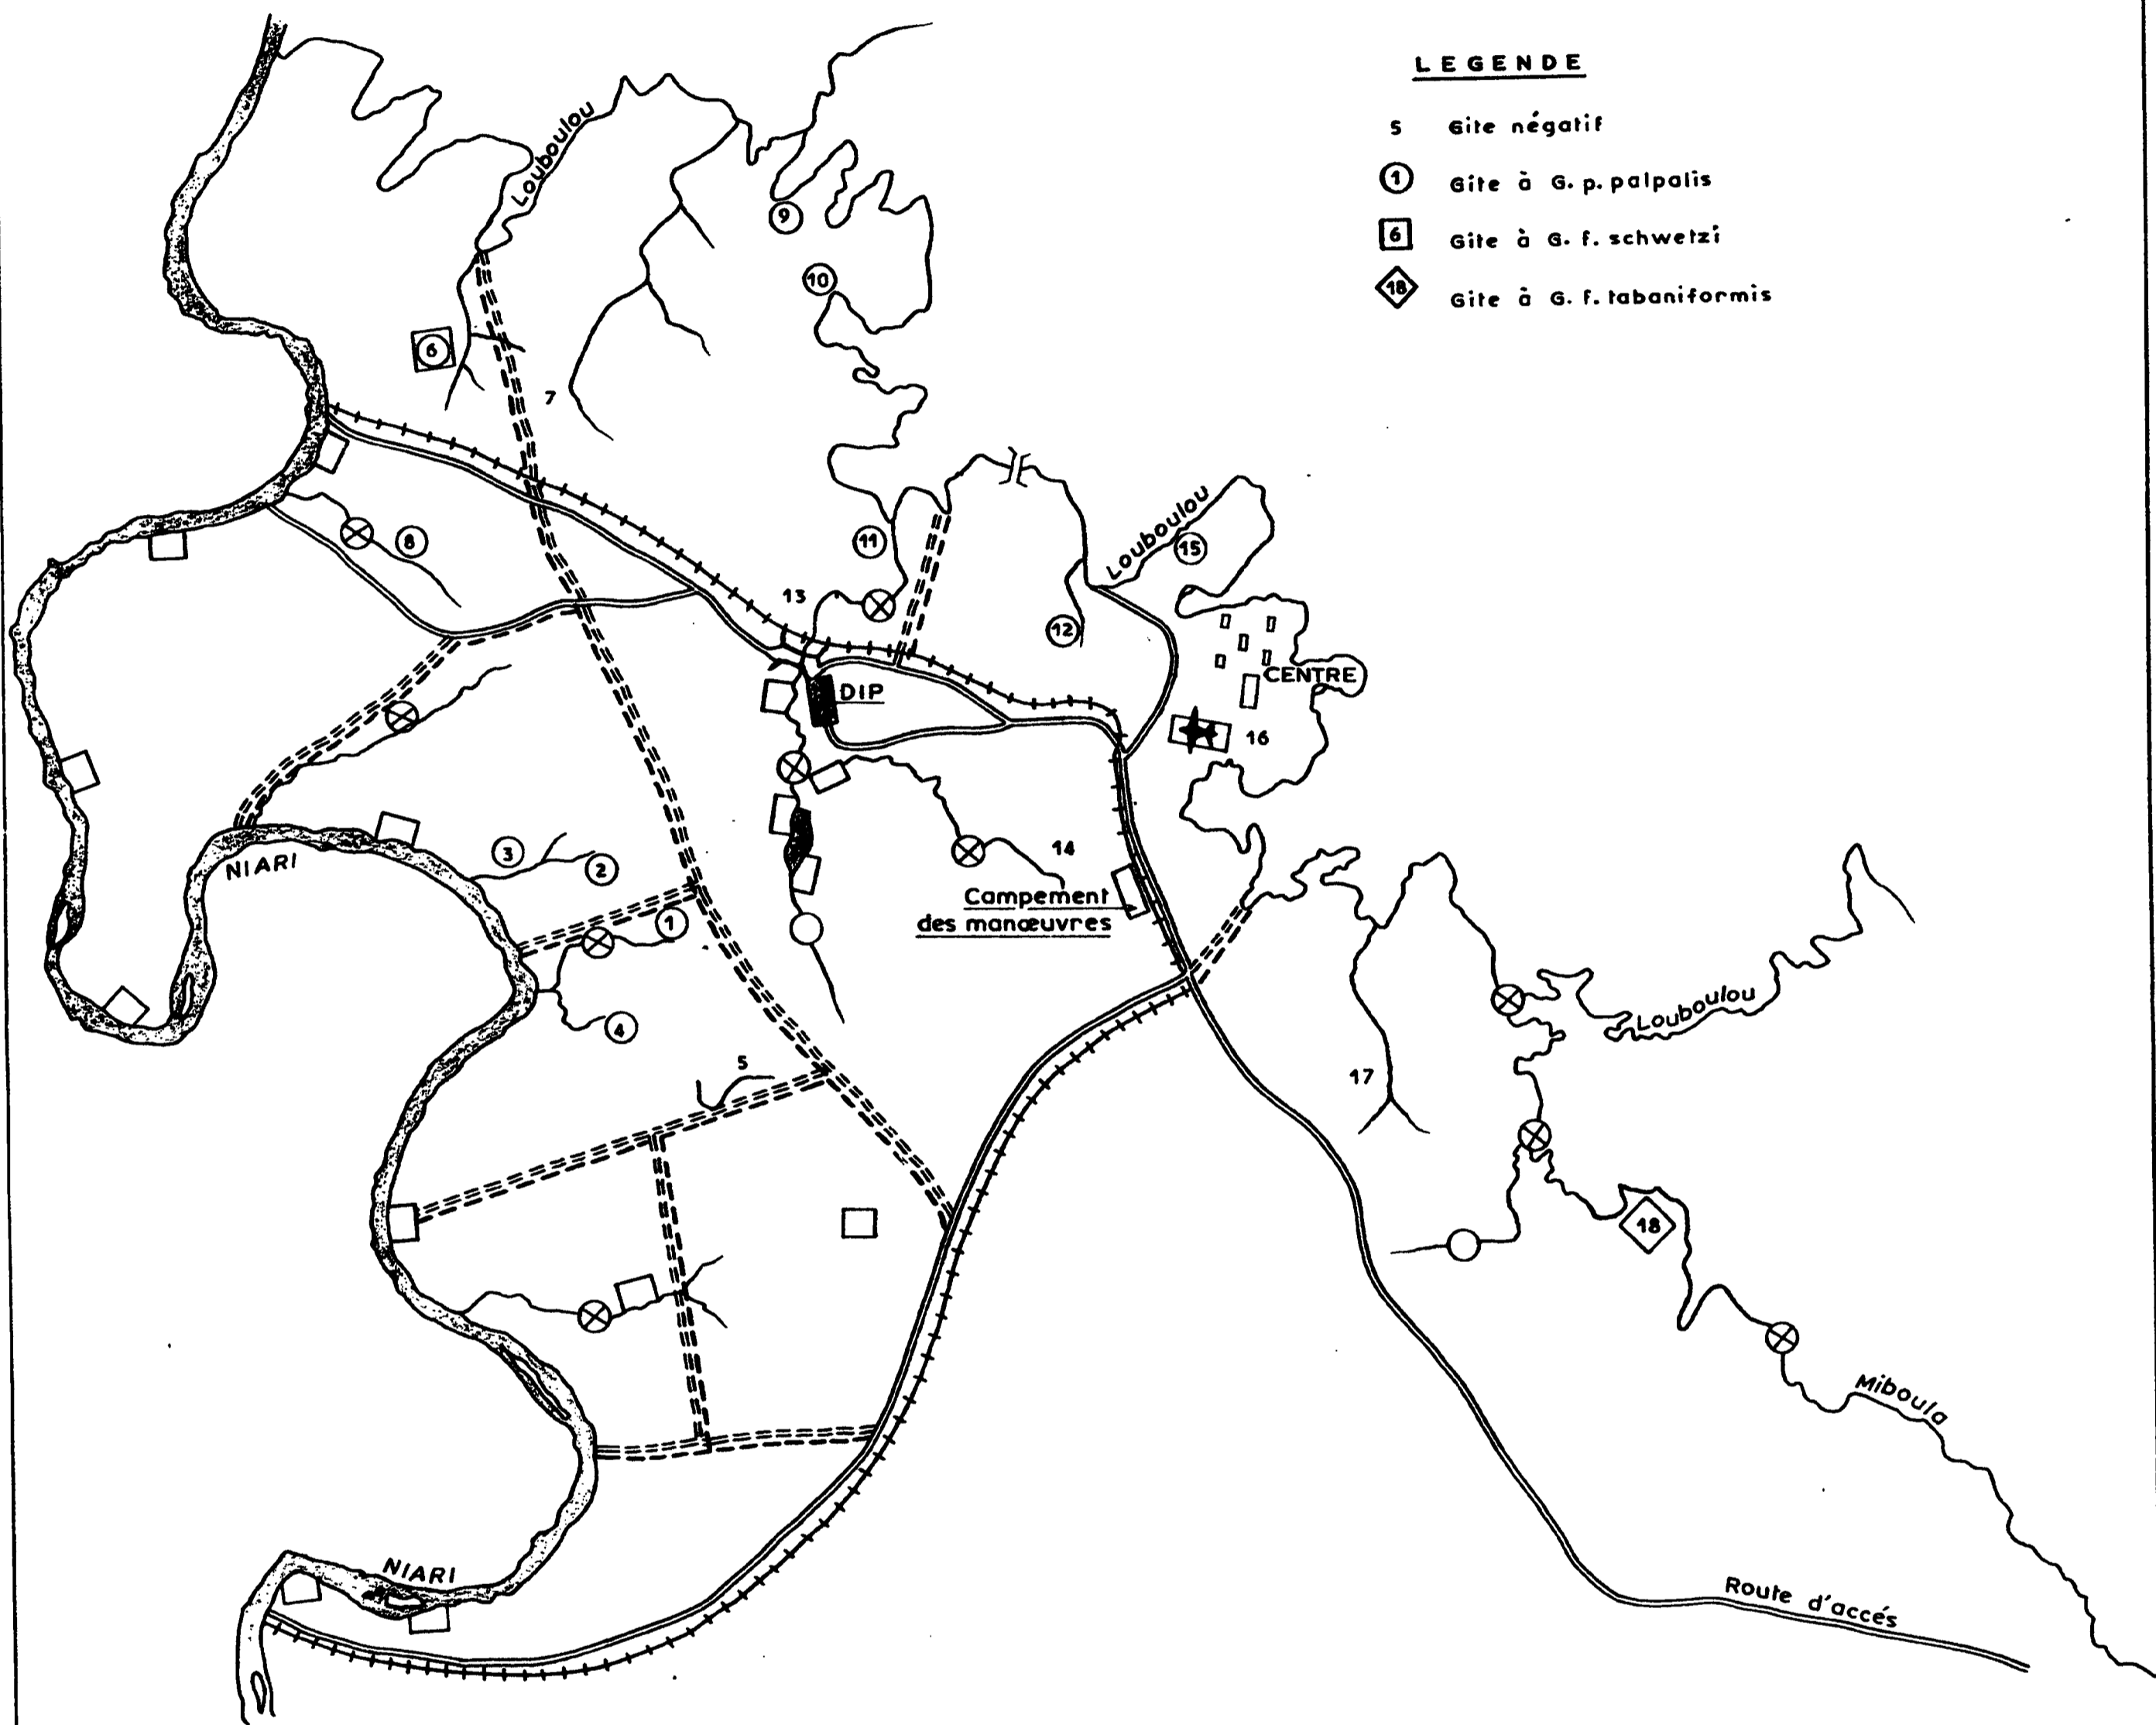 LEGENDE
5 Gite négatif
1 Gite à G. p. palpalis
6 Gite à G. f. schwetzi
18 Gite à G. f. tabaniformis
Louboulou
9
10
6
7
Louboulou
8
11
15
13
12
CENTRE
DIP
16
NIARI
3
2
14
Campement
des manœuvres
1
4
Louboulou
5
17
18
Miboula
NIARI
Route d'accés